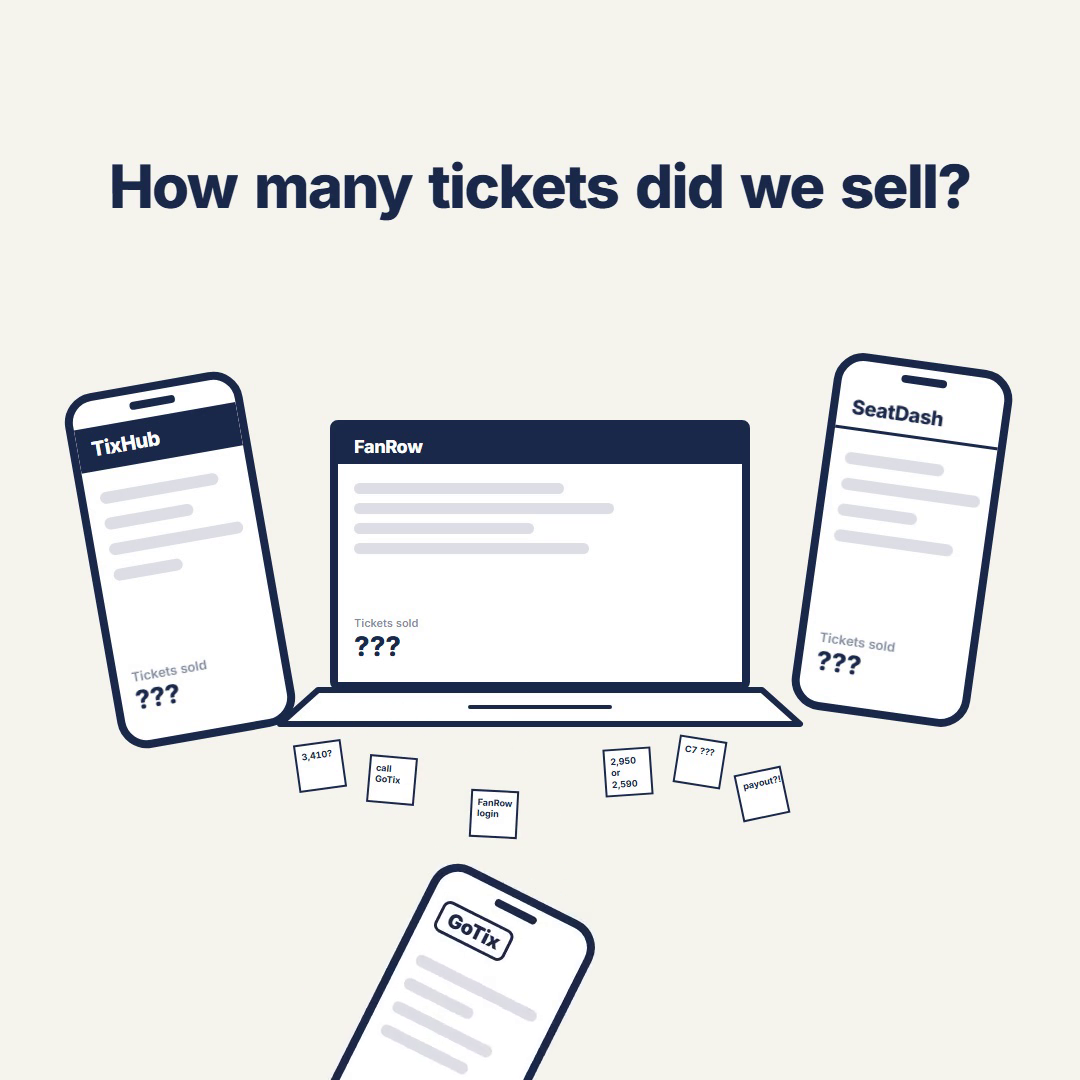 How many tickets did we sell?
TixHub
Tickets sold
???
FanRow
Tickets sold
???
SeatDash
Tickets sold
???
3,410?
call
GoTix
FanRow
login
2,950
or
2,590
C7 ???
payout?!
GoTix